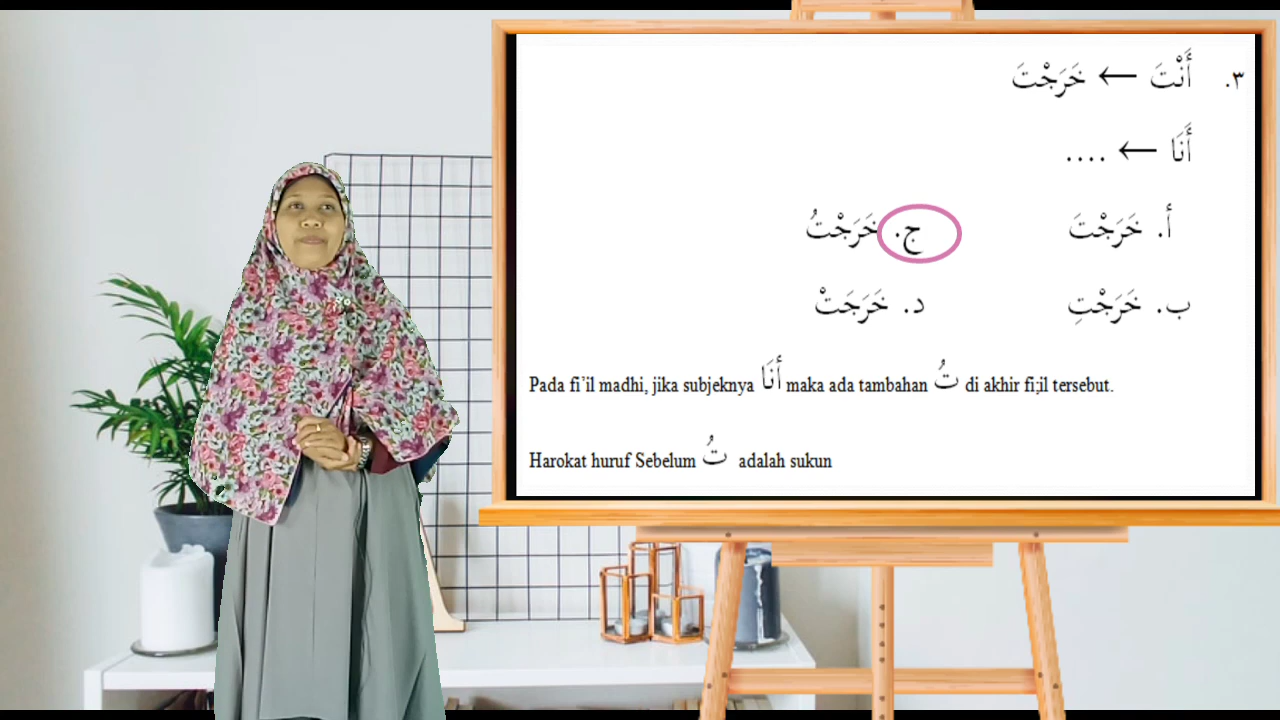 ٣. أَنْتَ ← خَرَجْتَ
أَنَا ← ....
أ. خَرَجْتَ ج. خَرَجْتُ
ب. خَرَجْتِ د. خَرَجَتْ
Pada fi’il madhi, jika subjeknya أَنَا maka ada tambahan تُ di akhir fi;il tersebut.
Harokat huruf Sebelum تُ adalah sukun